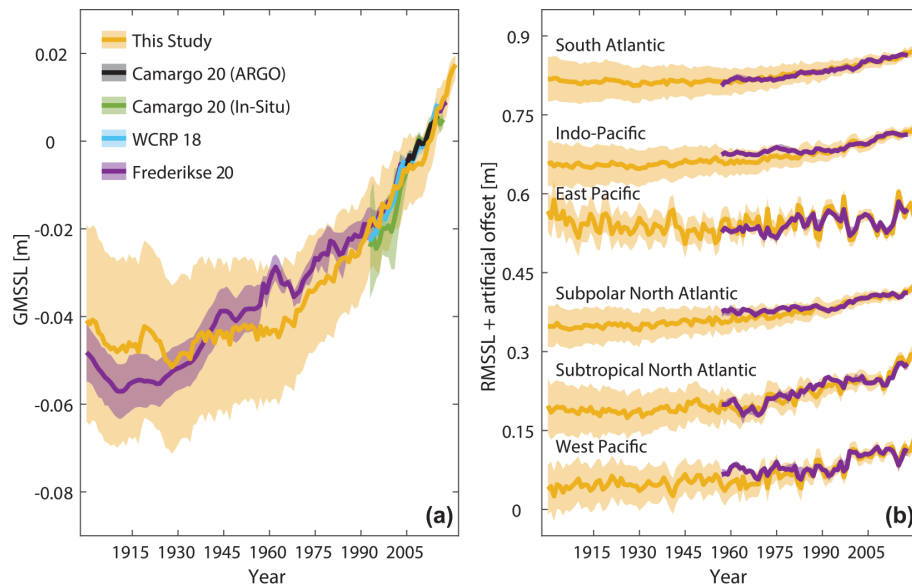 0.02
0
-0.02
-0.04
-0.06
-0.08
GMSSL [m]
This Study
Camargo 20 (ARGO)
Camargo 20 (In-Situ)
WCRP 18
Frederikse 20
(a)
1915 1930 1945 1960 1975 1990 2005
Year
0.9
0.75
0.6
0.45
0.3
0.15
0
RMSSL + artificial offset [m]
South Atlantic
Indo-Pacific
East Pacific
Subpolar North Atlantic
Subtropical North Atlantic
West Pacific
(b)
1915 1930 1945 1960 1975 1990 2005
Year